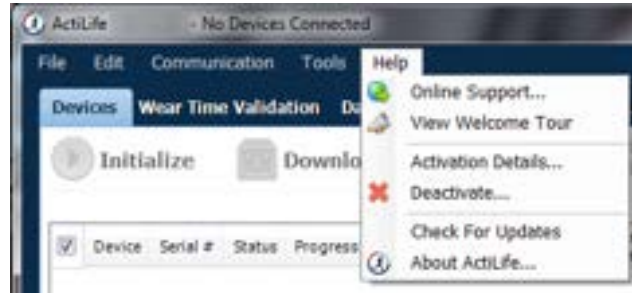 ActiLife - No Devices Connected
File Edit Communication Tools Help
Devices Wear Time Validation Da
Initialize Downlo
Device Serial # Status Progress
Online Support...
View Welcome Tour
Activation Details...
Deactivate...
Check For Updates
About ActiLife...